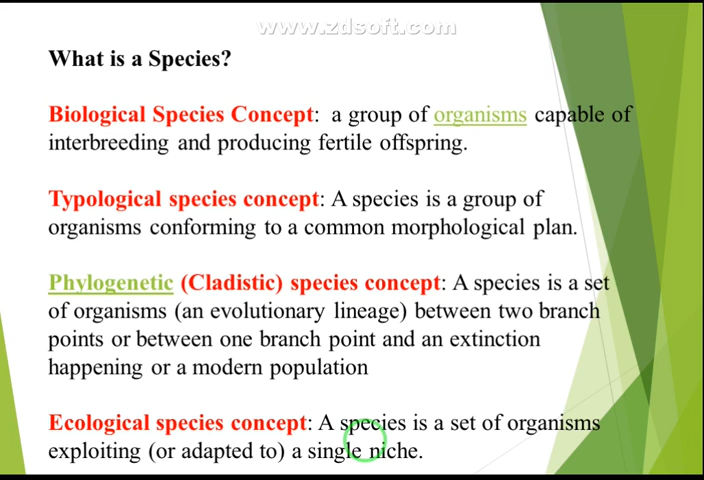 www.zdsoft.com
What is a Species?
Biological Species Concept: a group of organisms capable of
interbreeding and producing fertile offspring.
Typological species concept: A species is a group of
organisms conforming to a common morphological plan.
Phylogenetic (Cladistic) species concept: A species is a set
of organisms (an evolutionary lineage) between two branch
points or between one branch point and an extinction
happening or a modern population
Ecological species concept: A species is a set of organisms
exploiting (or adapted to) a single niche.